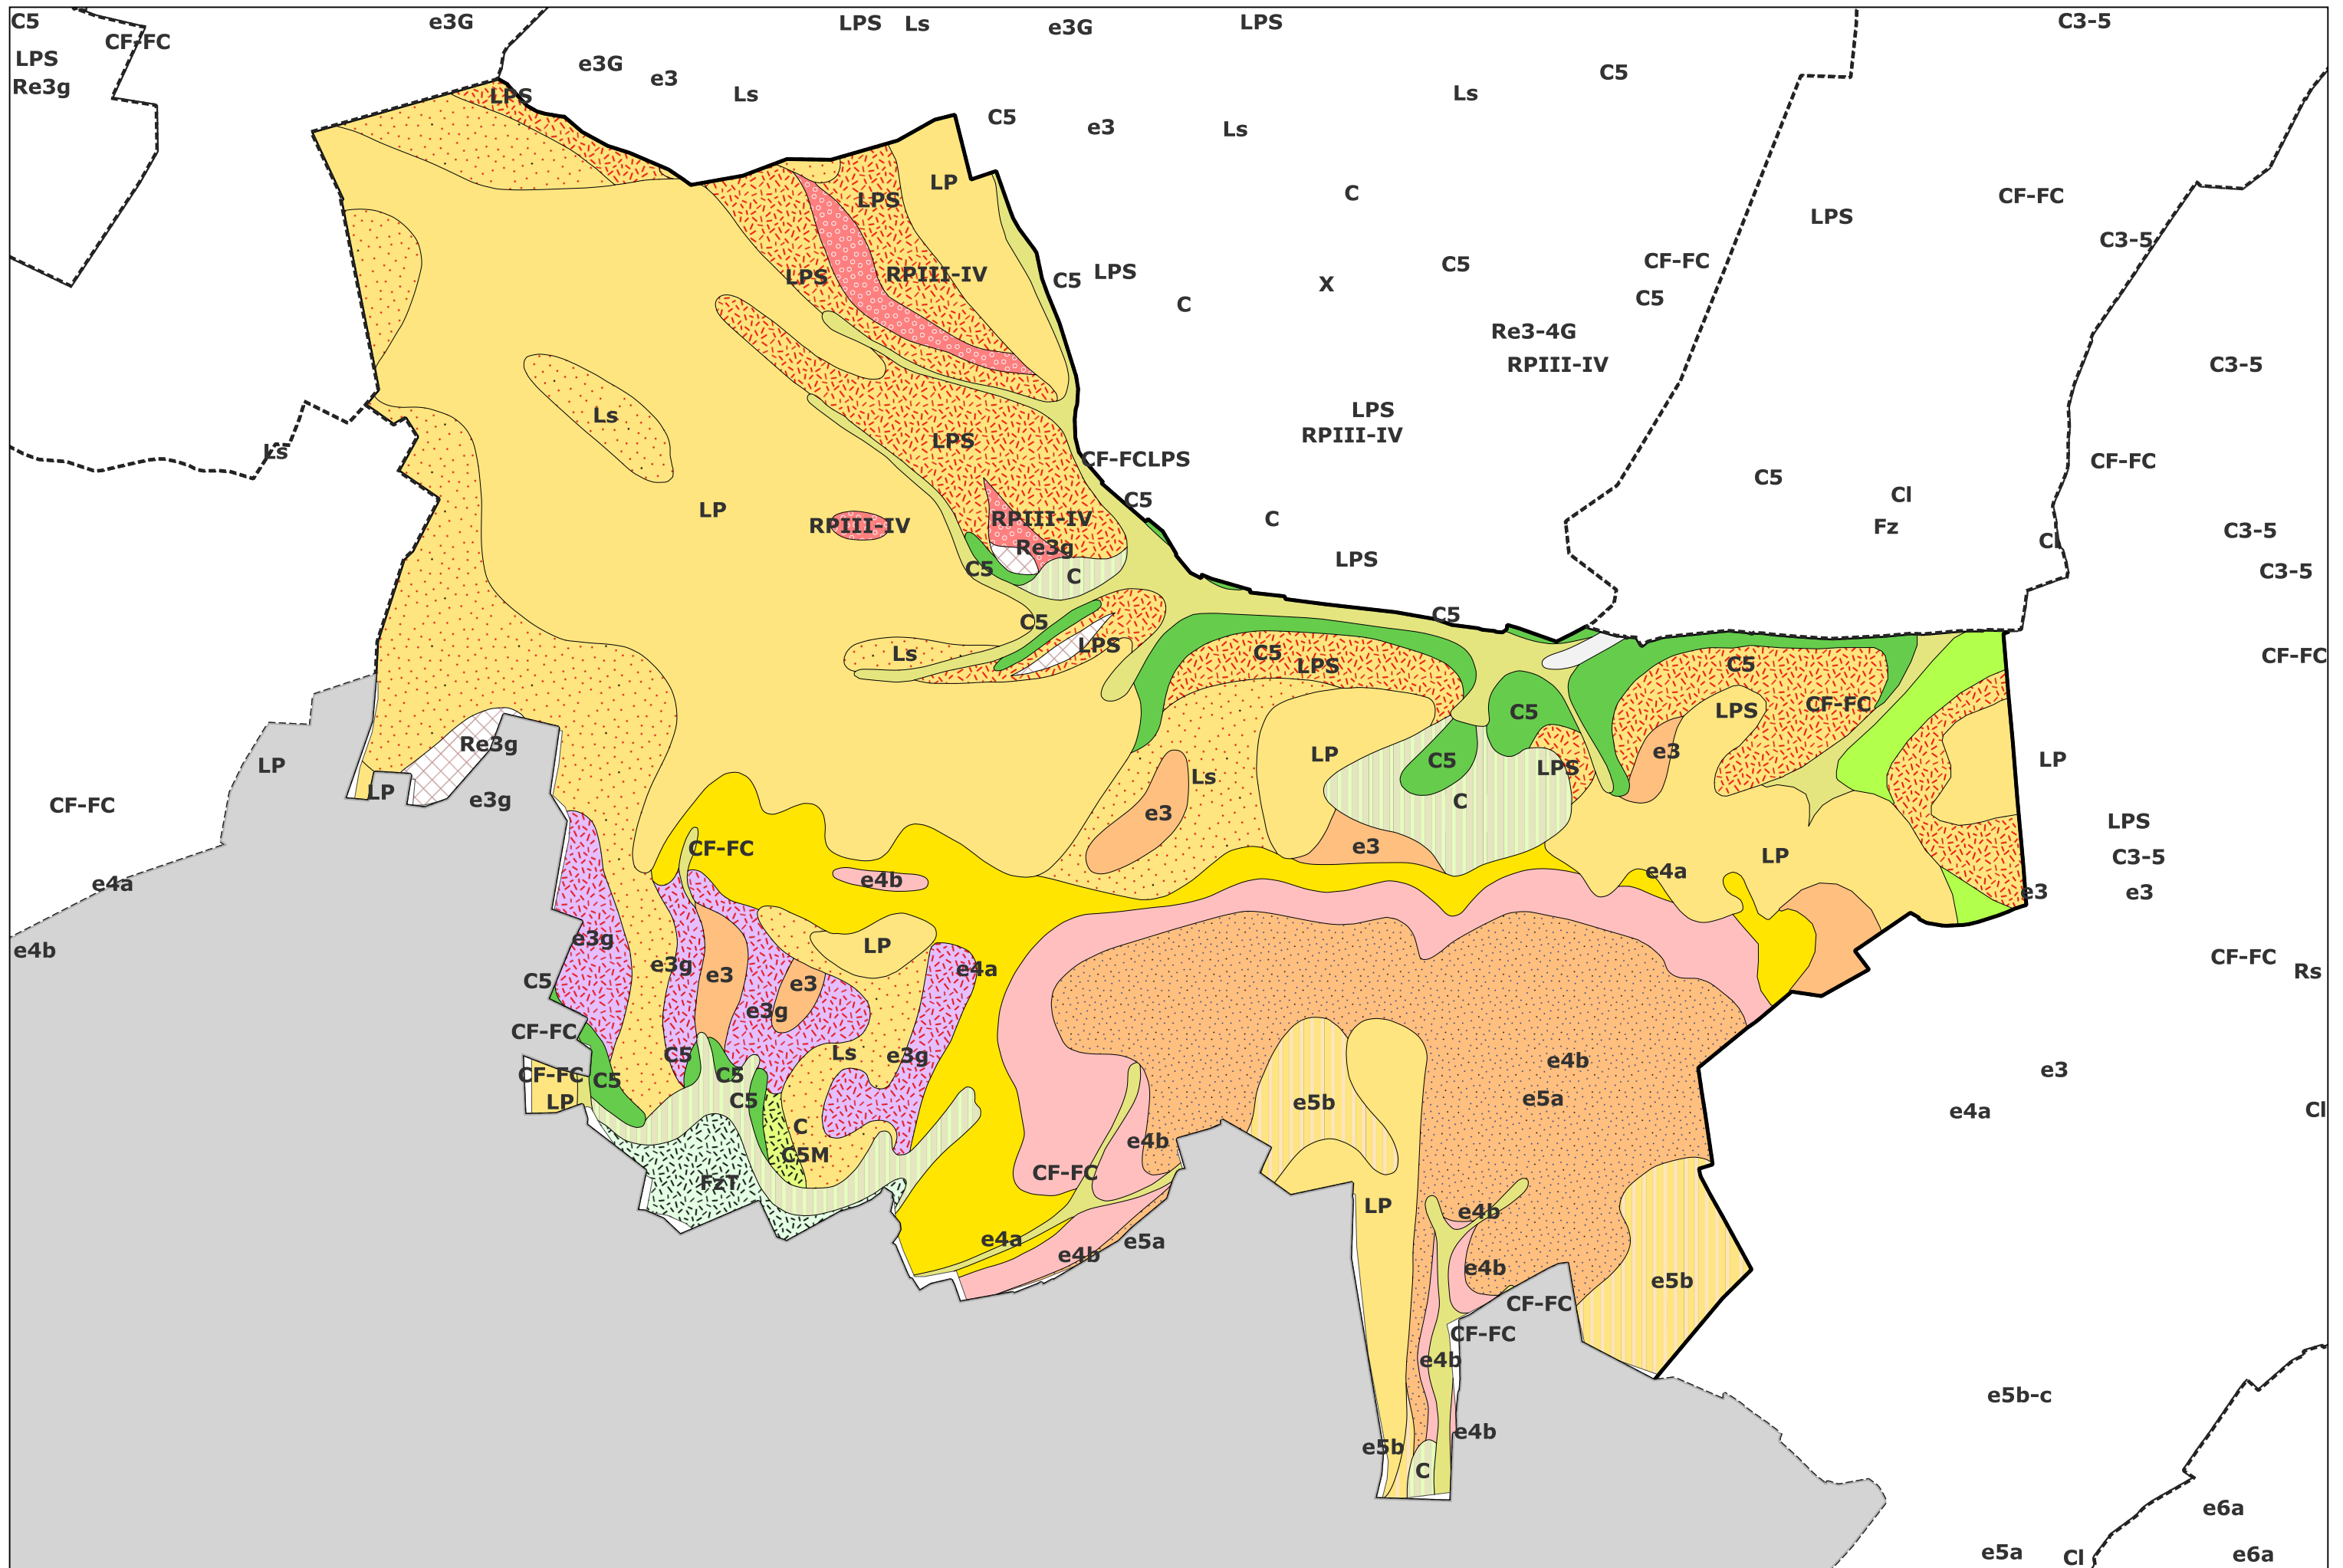 C5
e3G
LPS Ls
e3G
LPS
C3-5
CF-FC
LPS
Re3g
e3G
e3
Ls
C5
Ls
LPS
C5
e3
Ls
LP
LPS
C
CF-FC
LPS
C3-5
LPS
RPIII-IV
C5
LPS
C5
CF-FC
X
C
C5
Re3-4G
RPIII-IV
C3-5
Ls
LPS
RPIII-IV
LPS
Ls
CF-FCLPS
CF-FC
C5
LP
RPIII-IV
C5
Cl
RPIII-IV
C
Fz
C3-5
Re3g
Cl
C5
C
LPS
C3-5
C5
C5
Ls
LPS
C5
LPS
C5
CF-FC
CF-FC
LPS
C5
Re3g
LP
e3
LP
LP
C5
LPS
Ls
LP
e3g
CF-FC
e3
C
LPS
CF-FC
e3
LP
C3-5
e4a
e4b
e4a
e3
e3
e4b
e3g
LP
CF-FC
Rs
e3g
e3
e3
e4a
C5
e3g
CF-FC
C5
Ls
e3g
e4b
e3
CF-FC
C5
C5
LP
C5
e5b
e5a
e4a
Cl
C
e4b
C5M
CF-FC
FzT
LP
e4b
e4a
e4b
e5a
e4b
e5b
CF-FC
CF-FC
e4b
e5b-c
e4b
e5b
C
e6a
e5a
Cl
e6a